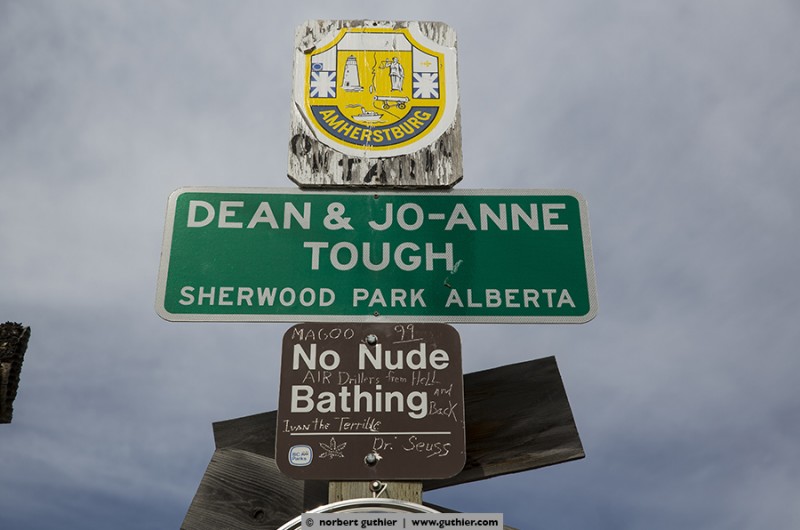 AMHERSTBURG
DEAN & JO-ANNE
TOUGH
SHERWOOD PARK ALBERTA
MAGOO 99
No Nude
AIR Drillers from HELL
and
Bathing
Back
Ivan the Terrible
Dr. Seuss
Parks
© norbert guthier | www.guthier.com